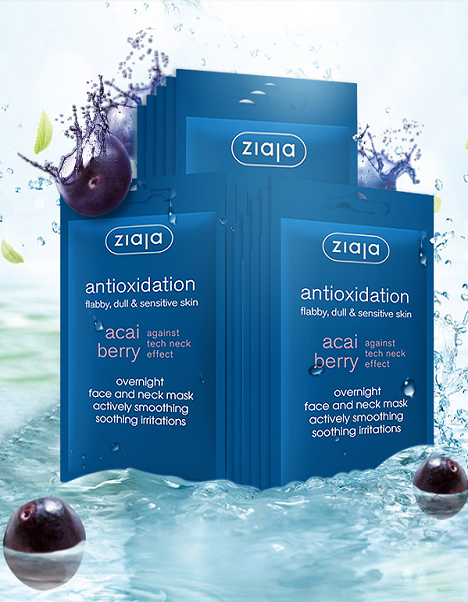 ziaja
ziaja
antioxidation
flabby, dull & sensitive skin
acai
berry
against
tech neck
effect
overnight
face and neck mask
actively smoothing
soothing irritations
ziaja
antioxidation
flabby, dull & sensitive skin
acai
berry
against
tech neck
effect
overnight
face and neck mask
actively smoothing
soothing irritations